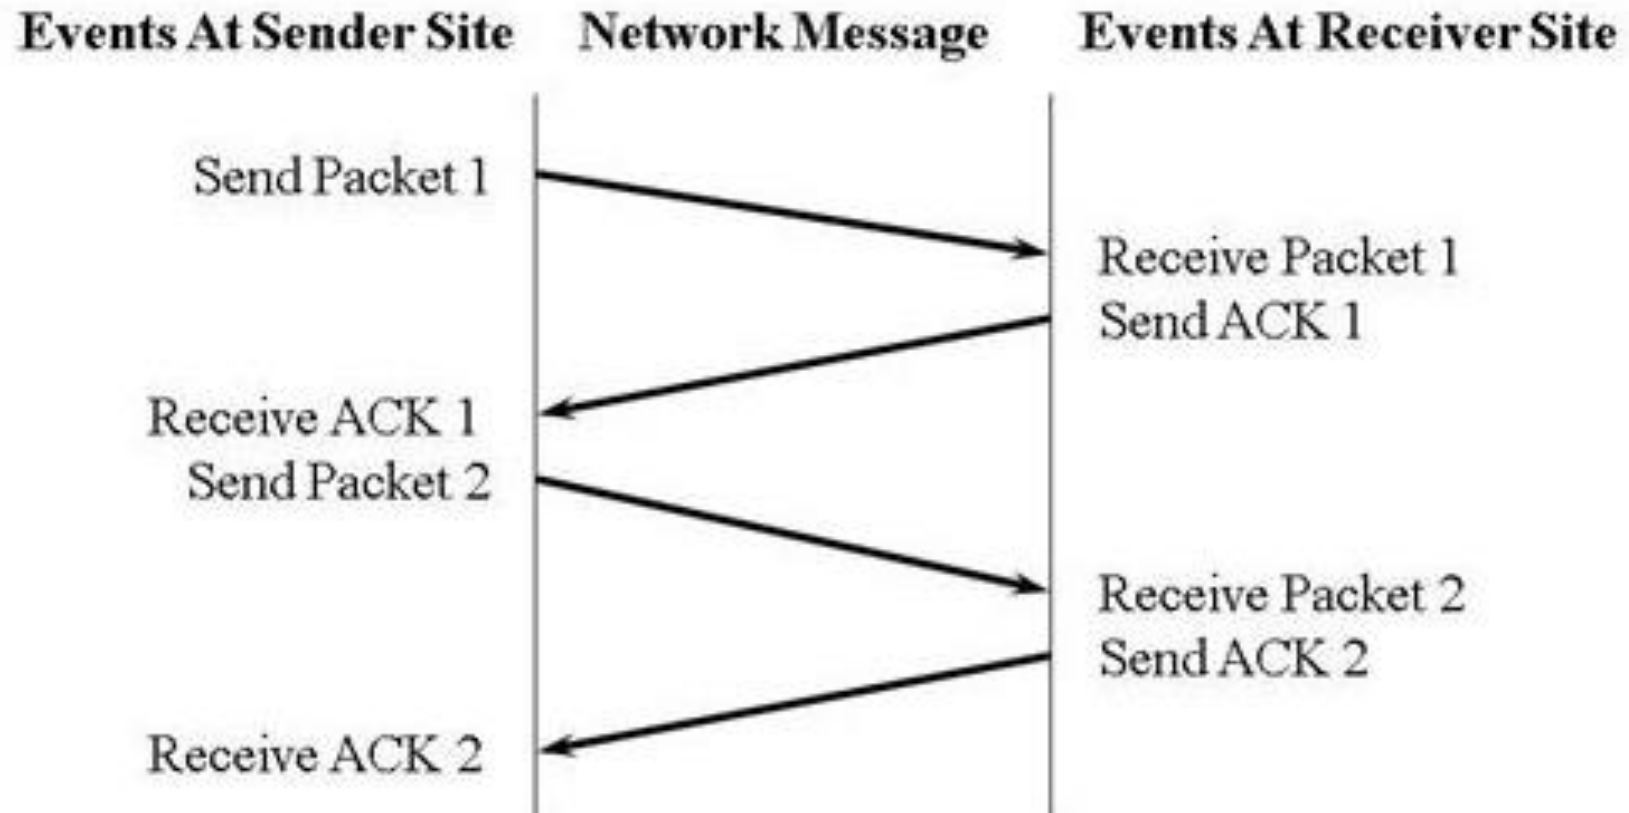 Events At Sender Site
Network Message
Events At Receiver Site
Send Packet 1
Receive Packet 1
Send ACK 1
Receive ACK 1
Send Packet 2
Receive Packet 2
Send ACK 2
Receive ACK 2